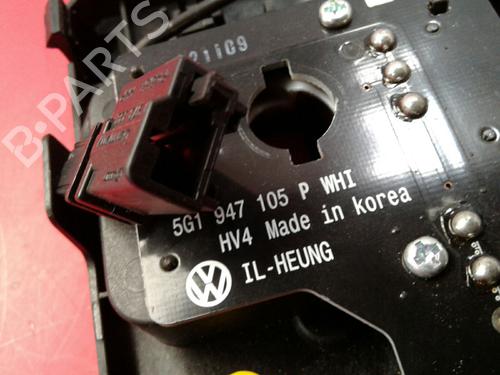 B-PARTS
5G1 947 105 P WHI
HV4 Made in korea
IL-HEUNG